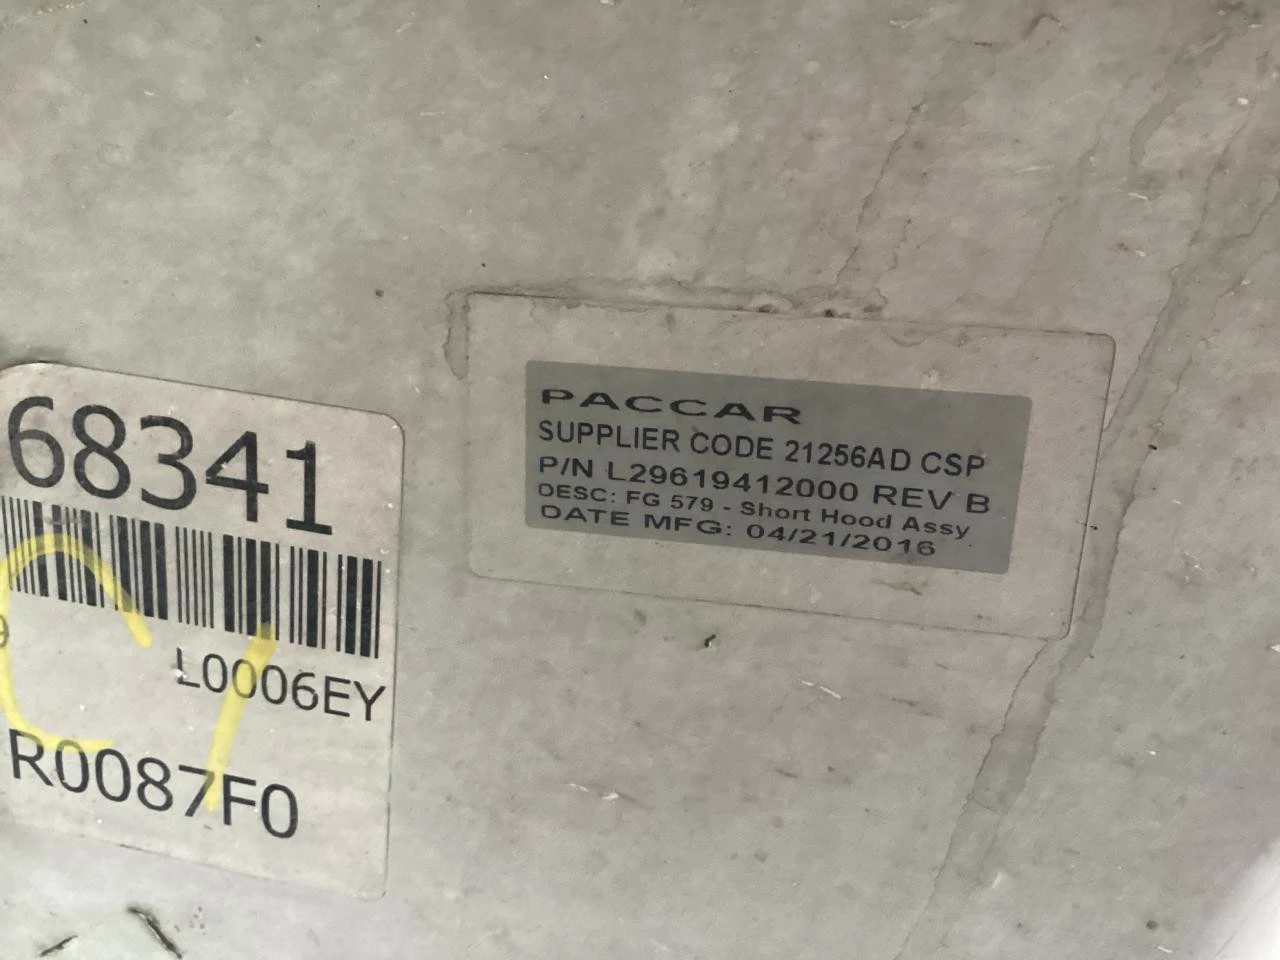 68341
L0006EY
R0087F0
PACCAR
SUPPLIER CODE 21256AD CSP
P/N L29619412000 REV B
DESC: FG 579 - Short Hood Assy
DATE MFG: 04/21/2016